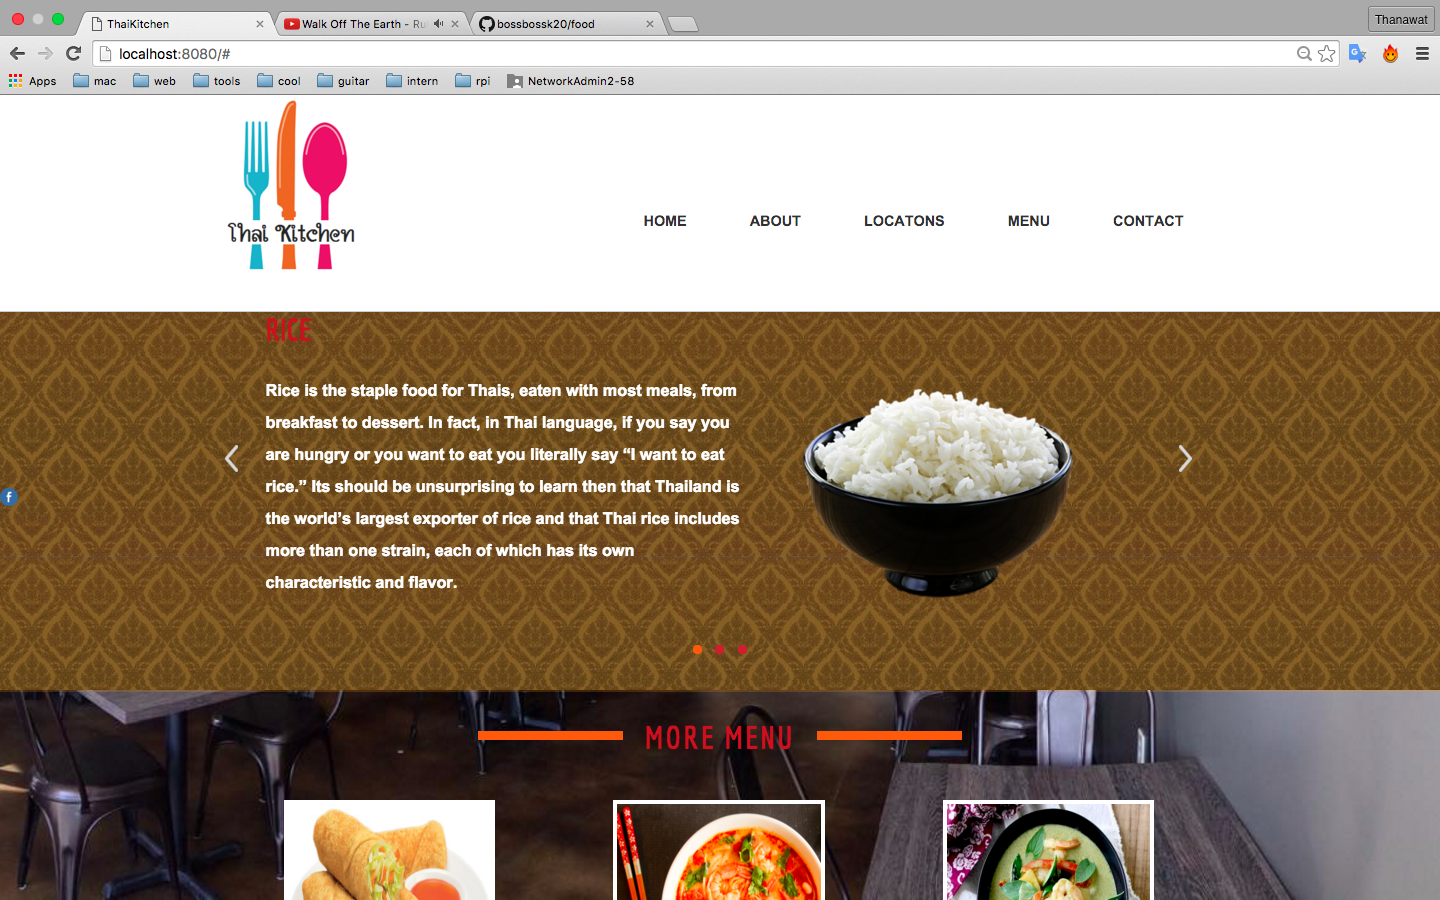 ThaiKitchen
Walk Off The Earth - Ru
bossbossk20/food
Thanawat
localhost:8080/#
Apps
mac
web
tools
cool
guitar
intern
rpi
NetworkAdmin2-58
Thai Kitchen
HOME
ABOUT
LOCATONS
MENU
CONTACT
RICE
Rice is the staple food for Thais, eaten with most meals, from
breakfast to dessert. In fact, in Thai language, if you say you
are hungry or you want to eat you literally say “I want to eat
rice.” Its should be unsurprising to learn then that Thailand is
the world’s largest exporter of rice and that Thai rice includes
more than one strain, each of which has its own
characteristic and flavor.
MORE MENU